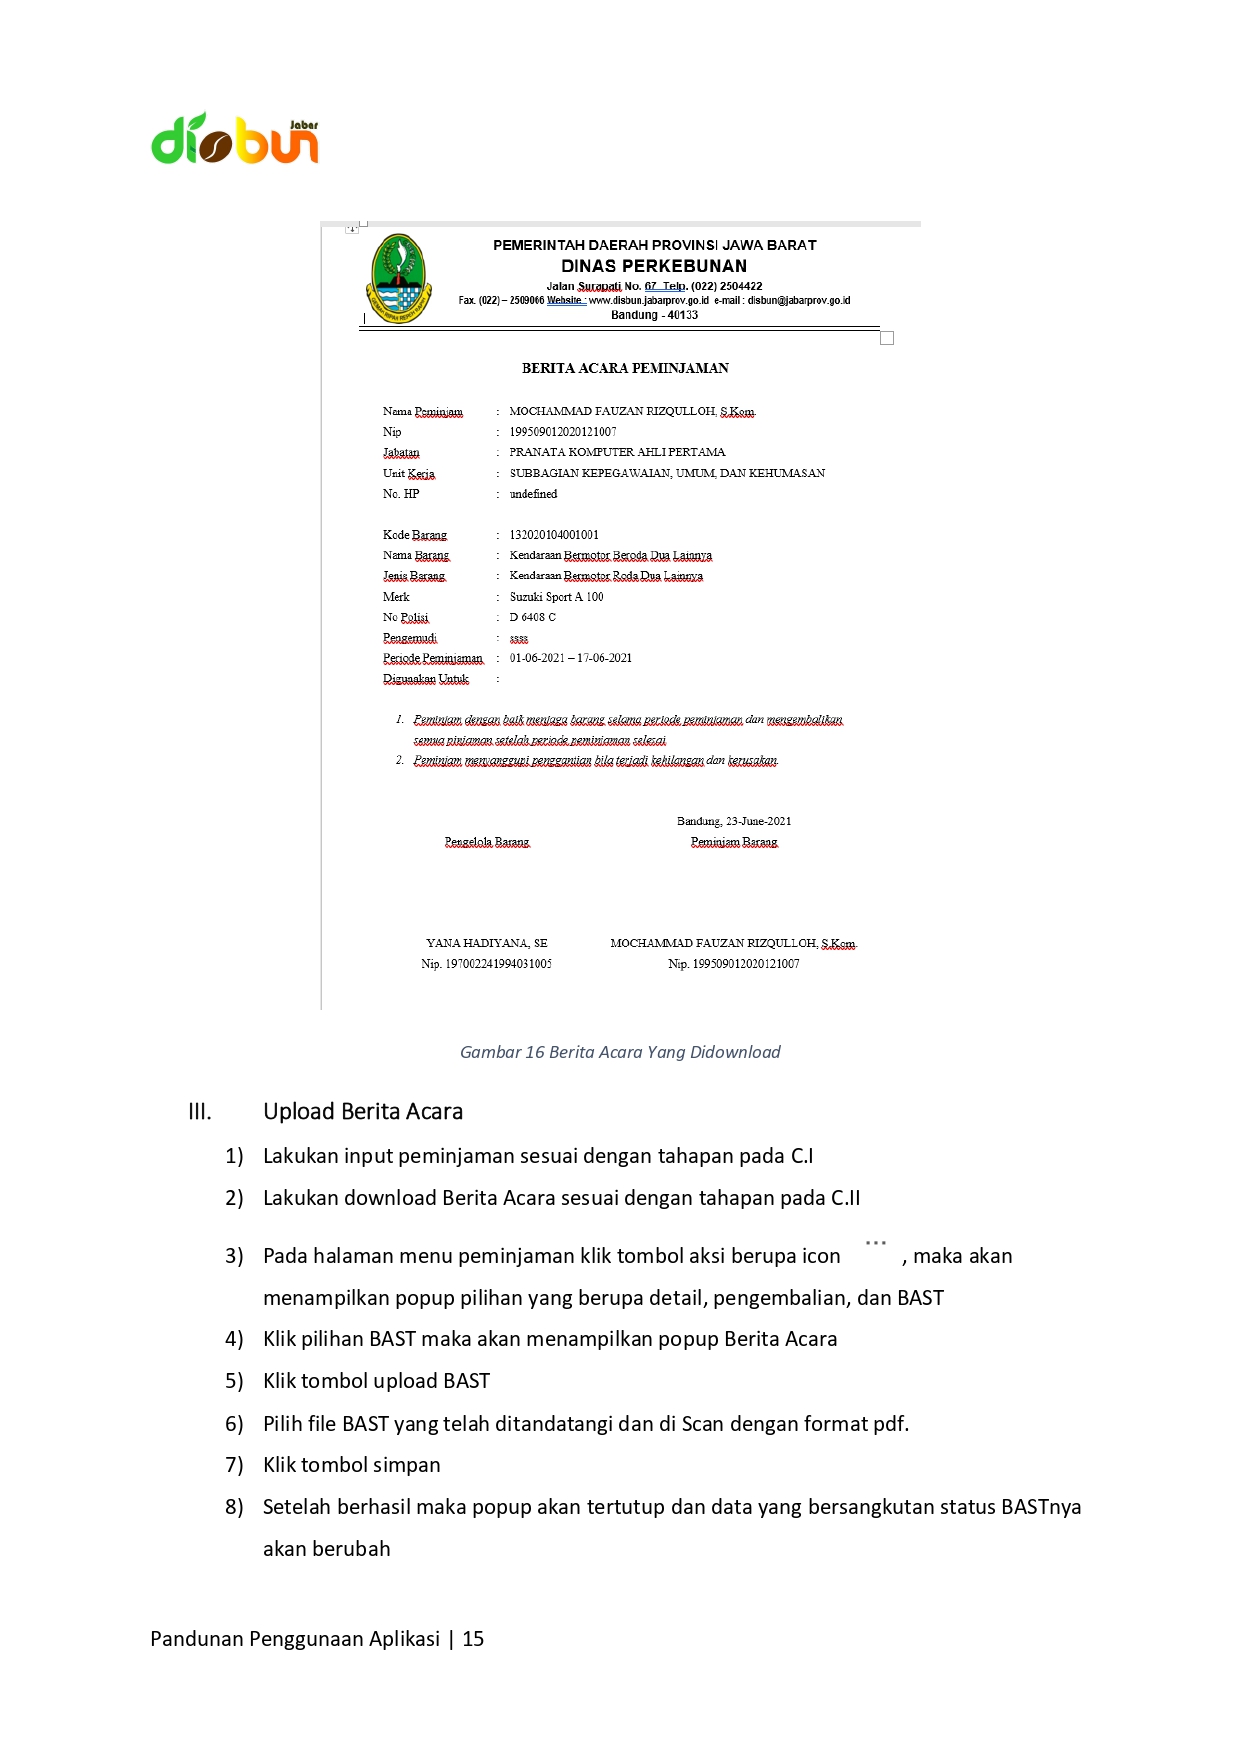 disbun Jabar
PEMERINTAH DAERAH PROVINSI JAWA BARAT
DINAS PERKEBUNAN
Jalan Surapati No. 67 Telp. (022) 2504422
Fax. (022) – 2509066 Website : www.disbun.jabarprov.go.id e-mail : disbun@jabarprov.go.id
Bandung - 40133
BERITA ACARA PEMINJAMAN
Nama Peminjam : MOCHAMMAD FAUZAN RIZQULLOH, S.Kom.
Nip : 199509012020121007
Jabatan : PRANATA KOMPUTER AHLI PERTAMA
Unit Kerja : SUBBAGIAN KEPEGAWAIAN, UMUM, DAN KEHUMASAN
No. HP : undefined
Kode Barang : 132020104001001
Nama Barang : Kendaraan Bermotor Beroda Dua Lainnya
Jenis Barang : Kendaraan Bermotor Roda Dua Lainnya
Merk : Suzuki Sport A 100
No Polisi : D 6408 C
Pengemudi : ssss
Periode Peminjaman : 01-06-2021 – 17-06-2021
Digunakan Untuk :
1. Peminjam dengan baik menjaga barang selama periode peminjaman dan mengembalikan
semua pinjaman setelah periode peminjaman selesai.
2. Peminjam menyanggupi penggantian bila terjadi kehilangan dan kerusakan.
Bandung, 23-June-2021
Pengelola Barang Peminjam Barang
YANA HADIYANA, SE MOCHAMMAD FAUZAN RIZQULLOH, S.Kom.
Nip. 197002241994031005 Nip. 199509012020121007
Gambar 16 Berita Acara Yang Didownload
III. Upload Berita Acara
1) Lakukan input peminjaman sesuai dengan tahapan pada C.I
2) Lakukan download Berita Acara sesuai dengan tahapan pada C.II
3) Pada halaman menu peminjaman klik tombol aksi berupa icon ... , maka akan
menampilkan popup pilihan yang berupa detail, pengembalian, dan BAST
4) Klik pilihan BAST maka akan menampilkan popup Berita Acara
5) Klik tombol upload BAST
6) Pilih file BAST yang telah ditandatangi dan di Scan dengan format pdf.
7) Klik tombol simpan
8) Setelah berhasil maka popup akan tertutup dan data yang bersangkutan status BASTnya
akan berubah
Pandunan Penggunaan Aplikasi | 15